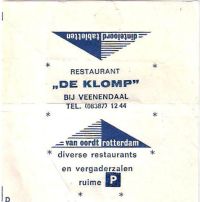 dinteloord tabletten
RESTAURANT
„DE KLOMP”
BIJ VEENENDAAL
TEL. (08387) 12 44
van oordt rotterdam
diverse restaurants
en vergaderzalen
ruime P